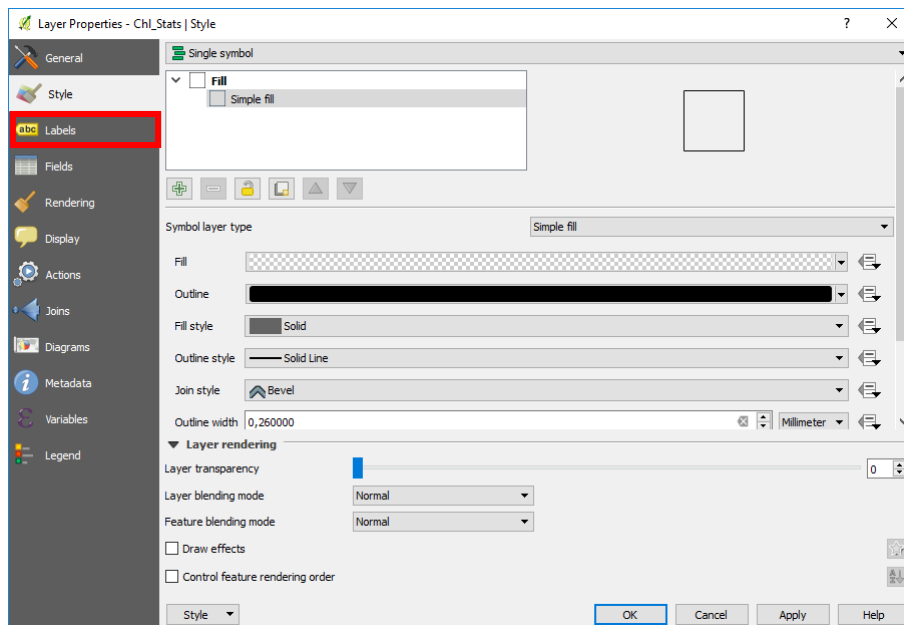 Layer Properties - Chl_Stats | Style
?
General
Style
abc Labels
Fields
Rendering
Display
Actions
Joins
Diagrams
Metadata
Variables
Legend
Single symbol
Fill
Simple fill
Symbol layer type Simple fill
Fill
Outline
Fill style Solid
Outline style Solid Line
Join style Bevel
Outline width 0,260000 Millimeter
Layer rendering
Layer transparency 0
Layer blending mode Normal
Feature blending mode Normal
Draw effects
Control feature rendering order
Style OK Cancel Apply Help